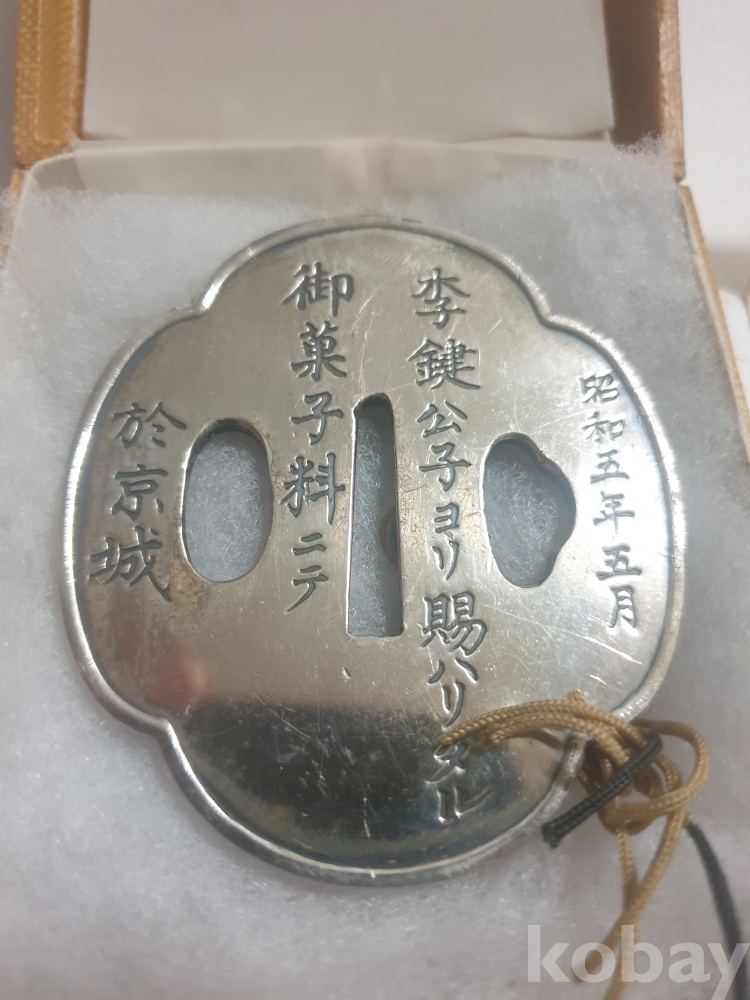 昭和五年五月
李鍵公子ヨリ賜ハリタル
御菓子料ニテ
於京城
kobay